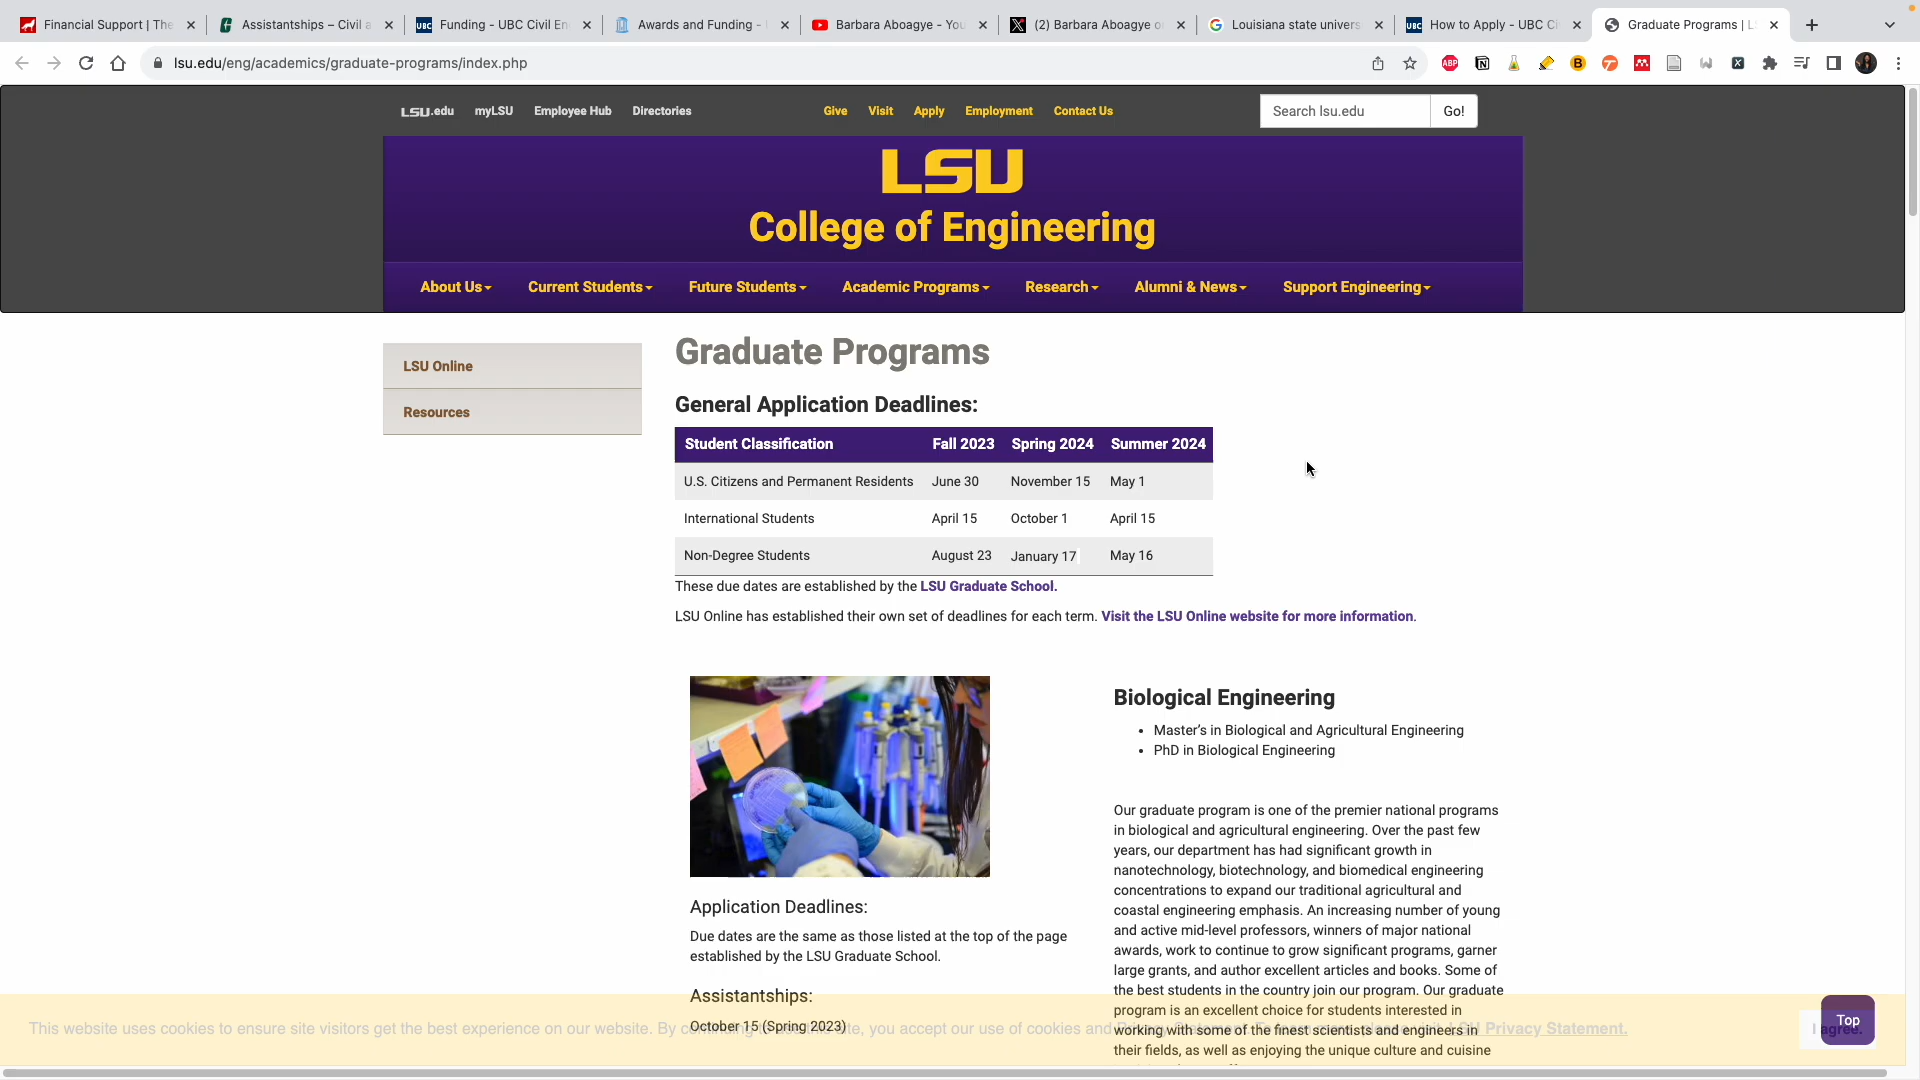 Financial Support | The
Assistantships – Civil a
UBC Funding - UBC Civil En
Awards and Funding -
Barbara Aboagye - You
(2) Barbara Aboagye o
Louisiana state univers
UBC How to Apply - UBC Ci
Graduate Programs | L
lsu.edu/eng/academics/graduate-programs/index.php
ABP
LSU.edu myLSU Employee Hub Directories Give Visit Apply Employment Contact Us Search lsu.edu Go!
LSU
College of Engineering
About Us Current Students Future Students Academic Programs Research Alumni & News Support Engineering
LSU Online
Resources
Graduate Programs
General Application Deadlines:
Student Classification Fall 2023 Spring 2024 Summer 2024
U.S. Citizens and Permanent Residents June 30 November 15 May 1
International Students April 15 October 1 April 15
Non-Degree Students August 23 January 17 May 16
These due dates are established by the LSU Graduate School.
LSU Online has established their own set of deadlines for each term. Visit the LSU Online website for more information.
Application Deadlines:
Due dates are the same as those listed at the top of the page
established by the LSU Graduate School.
Assistantships:
October 15 (Spring 2023)
Biological Engineering
• Master's in Biological and Agricultural Engineering
• PhD in Biological Engineering
Our graduate program is one of the premier national programs
in biological and agricultural engineering. Over the past few
years, our department has had significant growth in
nanotechnology, biotechnology, and biomedical engineering
concentrations to expand our traditional agricultural and
coastal engineering emphasis. An increasing number of young
and active mid-level professors, winners of major national
awards, work to continue to grow significant programs, garner
large grants, and author excellent articles and books. Some of
the best students in the country join our program. Our graduate
program is an excellent choice for students interested in
working with some of the finest scientists and engineers in
their fields, as well as enjoying the unique culture and cuisine
This website uses cookies to ensure site visitors get the best experience on our website. By site, you accept our use of cookies and Privacy Statement.
I agree.
Top